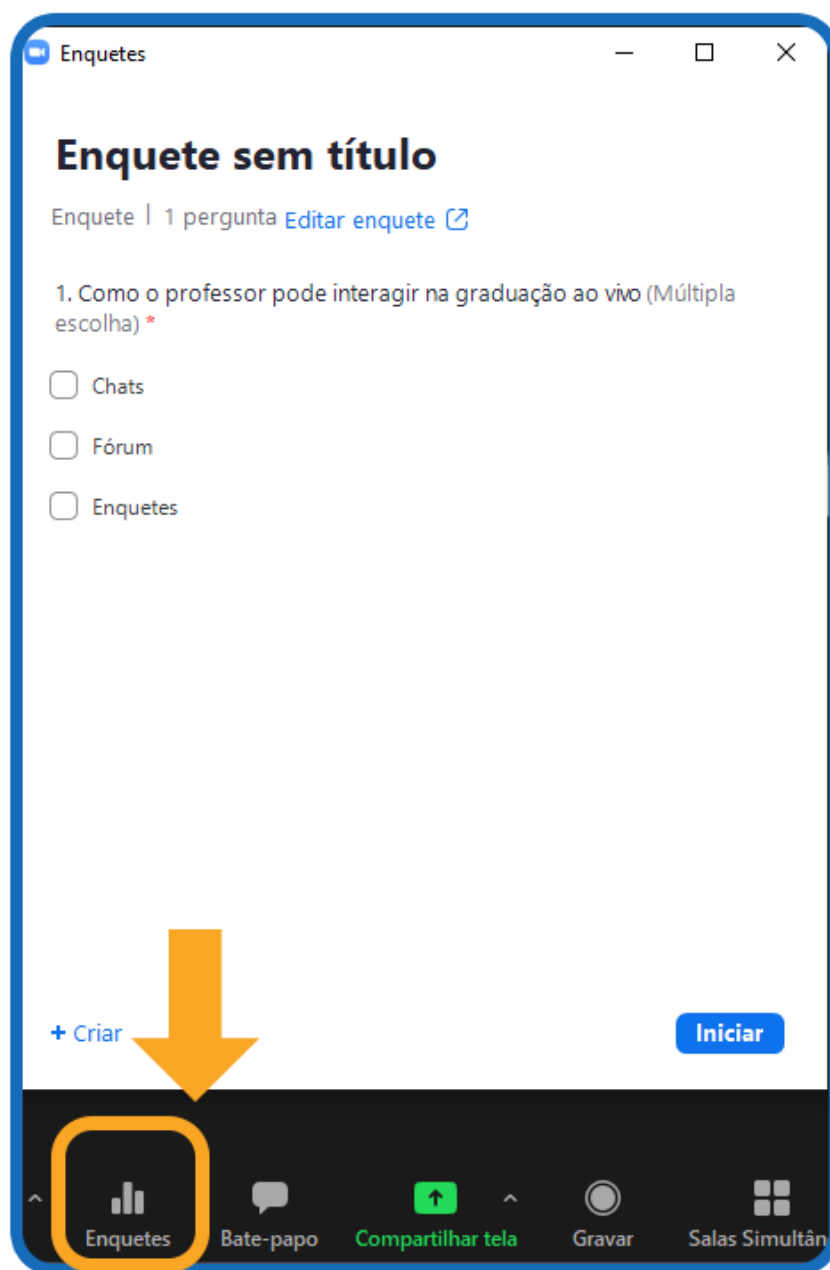 Enquetes
Enquete sem título
Enquete | 1 pergunta Editar enquete
1. Como o professor pode interagir na graduação ao vivo (Múltipla
escolha) *
Chats
Fórum
Enquetes
+ Criar
Iniciar
Enquetes Bate-papo Compartilhar tela Gravar Salas Simultân